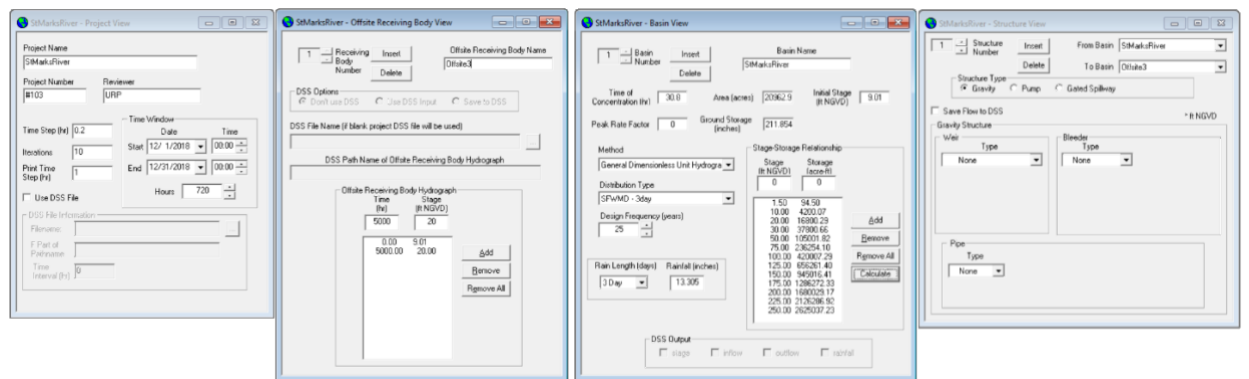 StMarksRiver - Project View
Project Name
StMarksRiver
Project Number Reviewer
#103 URP
Time Step (hr) 0.2
Iterations 10
Print Time Step (hr) 1
Use DSS File
Time Window
Date Time
Start 12/ 1/2018 00:00
End 12/31/2018 00:00
Hours 720
DSS File Information
Filename:
F Part of Pathname
Time Interval (hr) 0
StMarksRiver - Offsite Receiving Body View
1 Receiving Body Number
Insert
Delete
Offsite Receiving Body Name
Offsite3
DSS Options
Don't use DSS Use DSS Input Save to DSS
DSS File Name (if blank project DSS file will be used)
...
DSS Path Name of Offsite Receiving Body Hydrograph
Offsite Receiving Body Hydrograph
Time (hr) Stage (ft NGVD)
5000 20
0.00 9.01
5000.00 20.00
Add
Remove
Remove All
StMarksRiver - Basin View
1 Basin Number
Insert
Delete
Basin Name
StMarksRiver
Time of Concentration (hr) 30.0
Area (acres) 20962.9
Initial Stage (ft NGVD) 9.01
Peak Rate Factor 0
Ground Storage (inches) 211.854
Method
General Dimensionless Unit Hydrogra
Distribution Type
SFWMD - 3day
Design Frequency (years)
25
Rain Length (days) Rainfall (inches)
3 Day 13.305
Stage-Storage Relationship
Stage (ft NGVD) Storage (acre-ft)
0 0
1.50 94.50
10.00 4200.07
20.00 16800.29
30.00 37800.66
50.00 105001.82
75.00 236254.10
100.00 420007.29
125.00 656261.40
150.00 945016.41
175.00 1286272.33
200.00 1680029.17
225.00 2126286.92
250.00 2625037.23
Add
Remove
Remove All
Calculate
DSS Output
stage inflow outflow rainfall
StMarksRiver - Structure View
1 Structure Number
Insert
Delete
From Basin StMarksRiver
To Basin Offsite3
Structure Type
Gravity Pump Gated Spillway
Save Flow to DSS
* ft NGVD
Gravity Structure
Weir
Type
None
Bleeder
Type
None
Pipe
Type
None